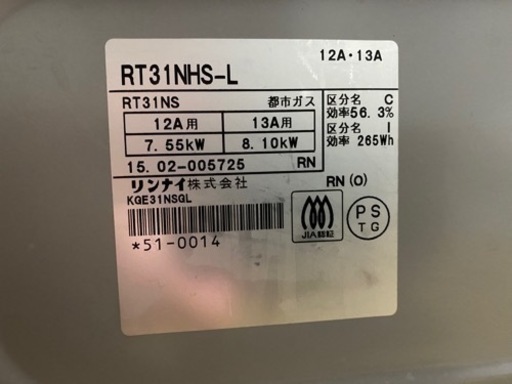 12A・13A
RT31NHS-L
RT31NS 都市ガス
12A用 13A用
7.55kW 8.10kW
15.02-005725 RN
リンナイ株式会社
KGE31NSGL
*51-0014
区分名 C
効率56.3%
区分名 I
効率 265Wh
RN(O)
JIA認証
PS
TG